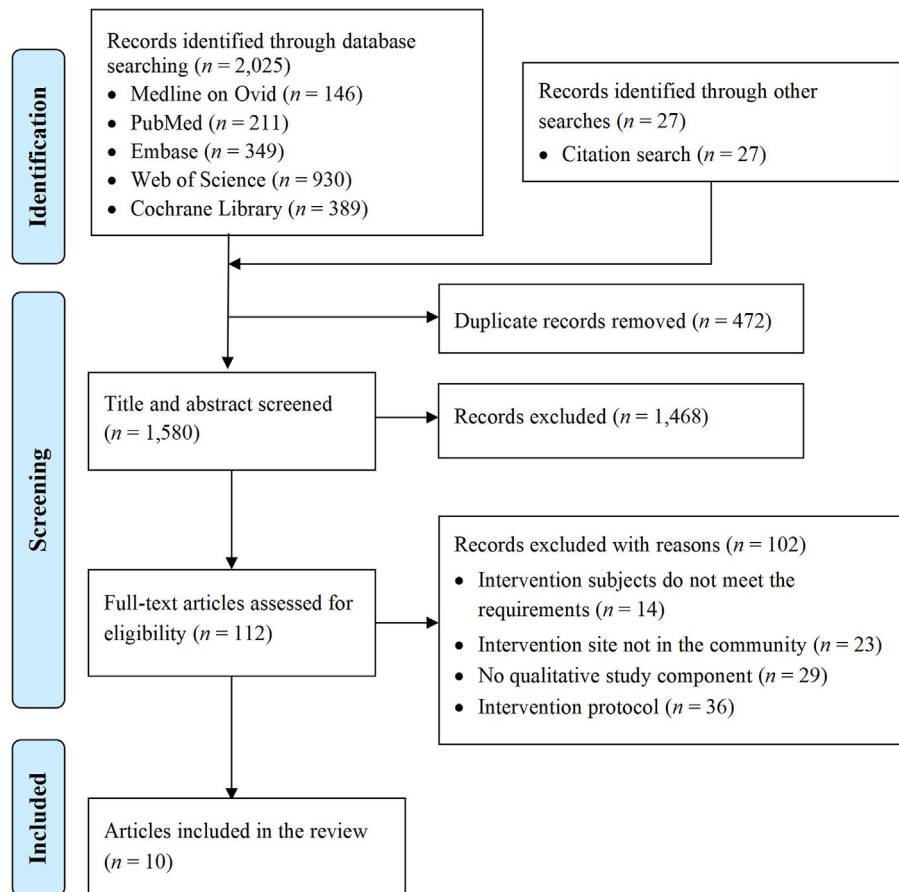 Identification
Records identified through database
searching (n = 2,025)
• Medline on Ovid (n = 146)
• PubMed (n = 211)
• Embase (n = 349)
• Web of Science (n = 930)
• Cochrane Library (n = 389)
Records identified through other
searches (n = 27)
• Citation search (n = 27)
Screening
Duplicate records removed (n = 472)
Title and abstract screened
(n = 1,580)
Records excluded (n = 1,468)
Full-text articles assessed for
eligibility (n = 112)
Records excluded with reasons (n = 102)
• Intervention subjects do not meet the
requirements (n = 14)
• Intervention site not in the community (n = 23)
• No qualitative study component (n = 29)
• Intervention protocol (n = 36)
Included
Articles included in the review
(n = 10)